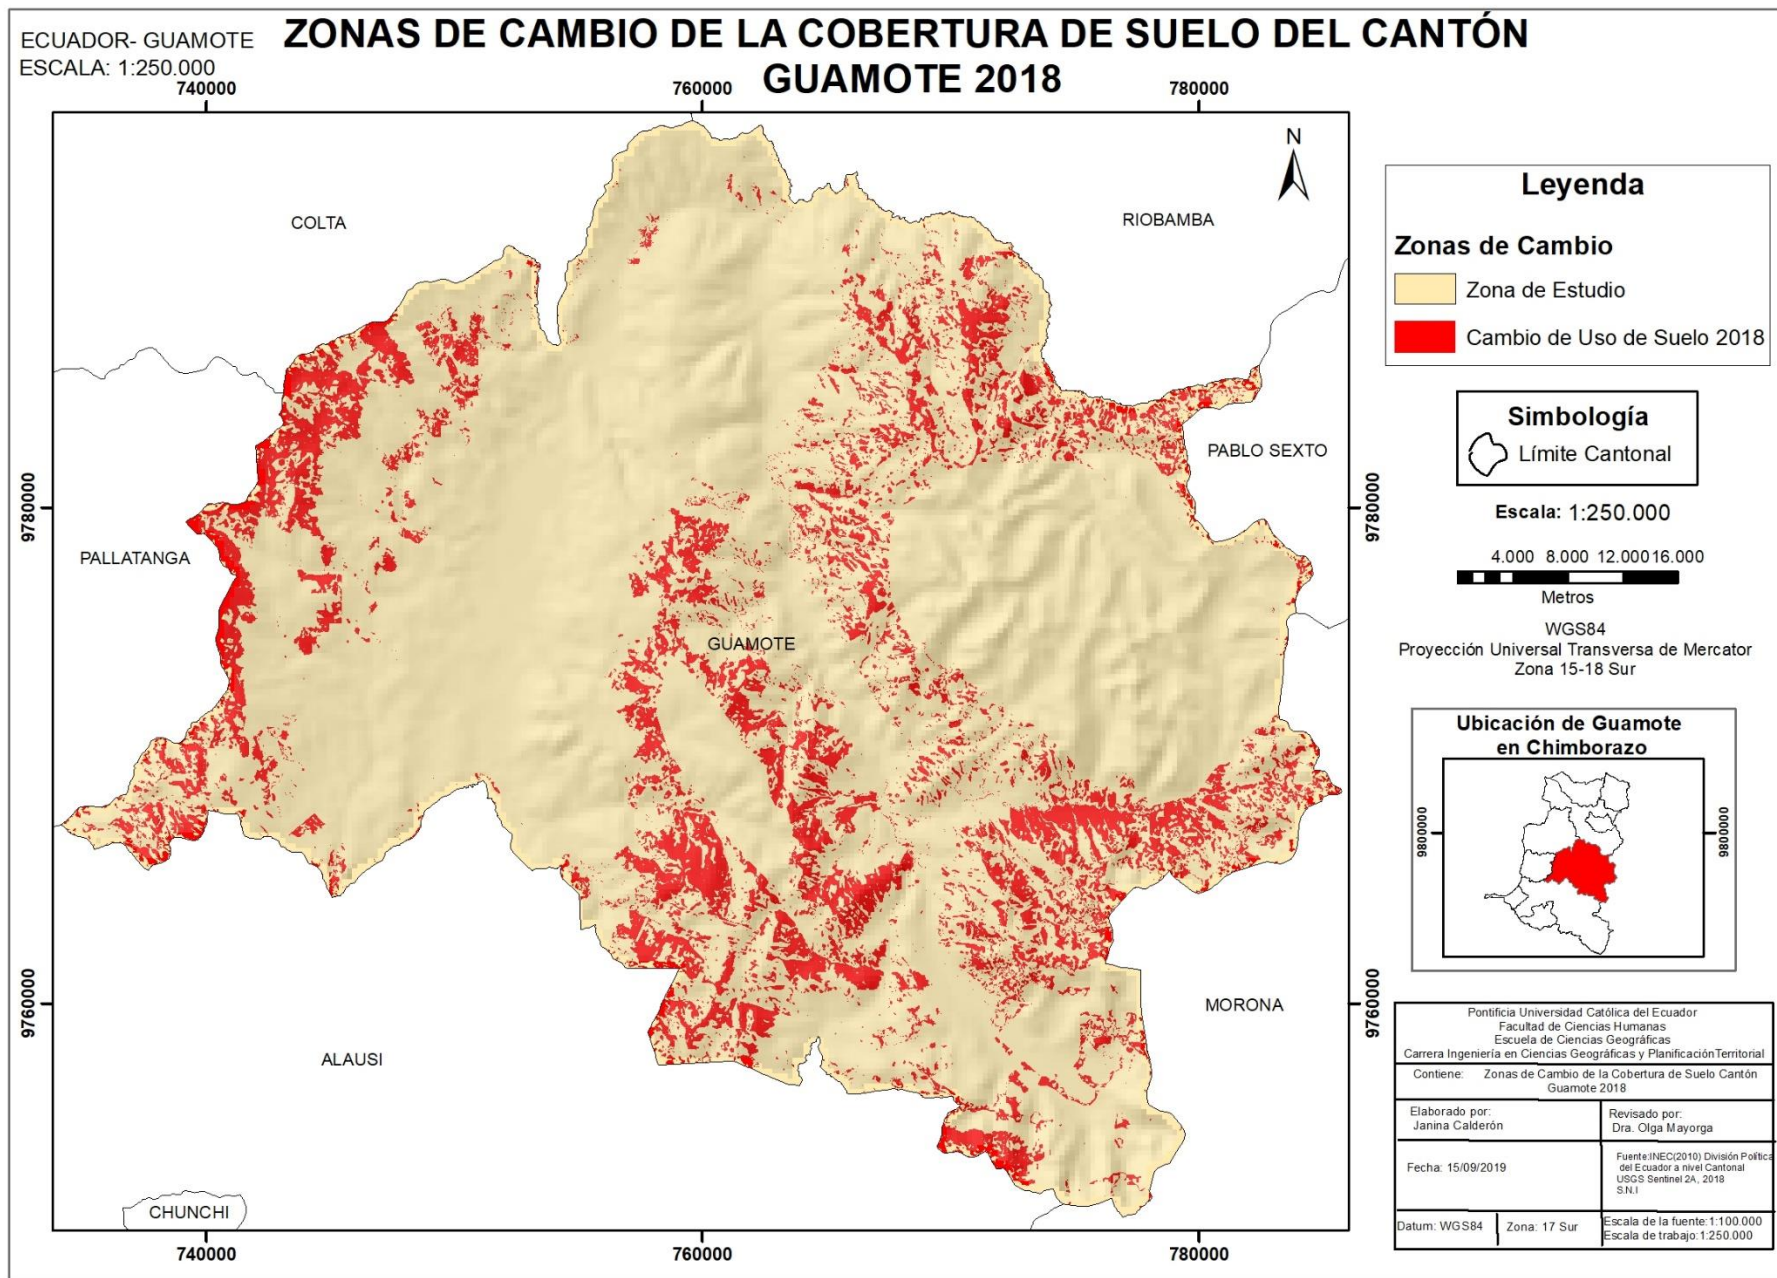 ECUADOR- GUAMOTE
ESCALA: 1:250.000
ZONAS DE CAMBIO DE LA COBERTURA DE SUELO DEL CANTÓN
GUAMOTE 2018
740000
760000
780000
N
COLTA
RIOBAMBA
PABLO SEXTO
9780000
9780000
PALLATANGA
GUAMOTE
9760000
9760000
MORONA
ALAUSI
CHUNCHI
740000
760000
780000
Leyenda
Zonas de Cambio
Zona de Estudio
Cambio de Uso de Suelo 2018
Simbología
Límite Cantonal
Escala: 1:250.000
4.000 8.000 12.000 16.000
Metros
WGS84
Proyección Universal Transversa de Mercator
Zona 15-18 Sur
Ubicación de Guamote
en Chimborazo
9800000
9800000
Pontificia Universidad Católica del Ecuador
Facultad de Ciencias Humanas
Escuela de Ciencias Geográficas
Carrera Ingeniería en Ciencias Geográficas y Planificación Territorial
Contiene: Zonas de Cambio de la Cobertura de Suelo Cantón
Guamote 2018
Elaborado por:
Janina Calderón
Revisado por:
Dra. Olga Mayorga
Fecha: 15/09/2019
Fuente:INEC(2010) División Política
del Ecuador a nivel Cantonal
USGS Sentinel 2A, 2018
S.N.I
Datum: WGS84
Zona: 17 Sur
Escala de la fuente:1:100.000
Escala de trabajo:1:250.000